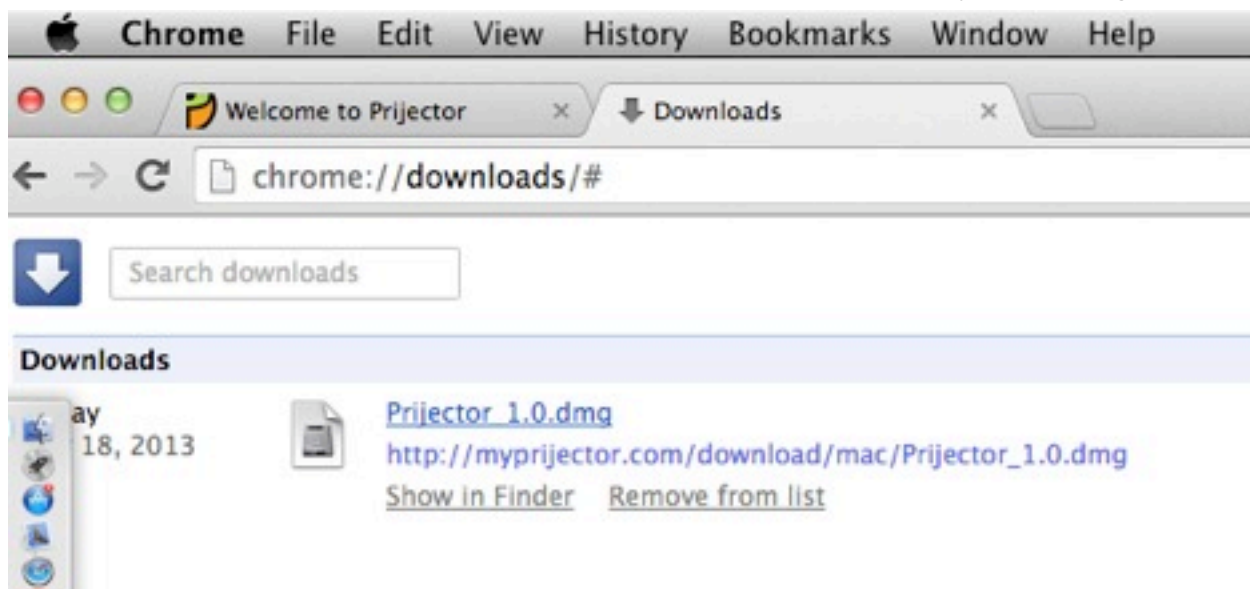 Chrome File Edit View History Bookmarks Window Help
Welcome to Prijector Downloads
chrome://downloads/#
Search downloads
Downloads
ay
18, 2013
Prijector_1.0.dmg
http://myprijector.com/download/mac/Prijector_1.0.dmg
Show in Finder Remove from list